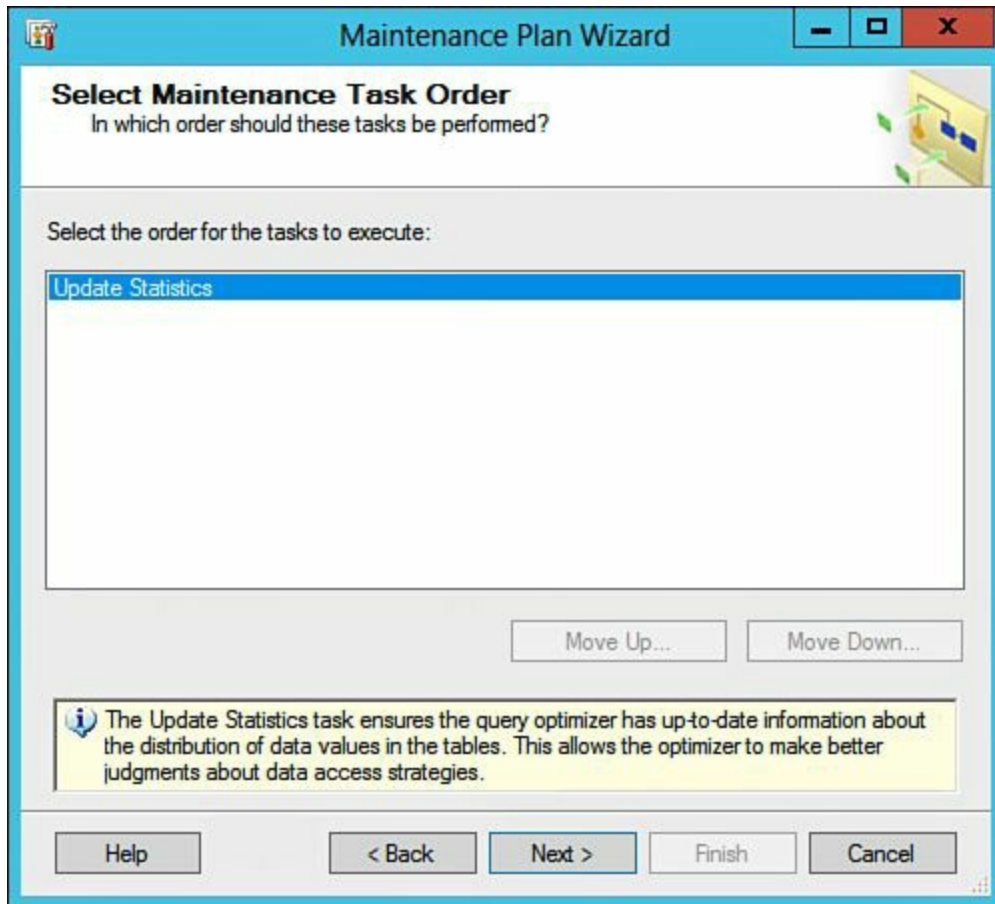 Maintenance Plan Wizard
Select Maintenance Task Order
In which order should these tasks be performed?
Select the order for the tasks to execute:
Update Statistics
Move Up...
Move Down...
The Update Statistics task ensures the query optimizer has up-to-date information about
the distribution of data values in the tables. This allows the optimizer to make better
judgments about data access strategies.
Help
< Back
Next >
Finish
Cancel